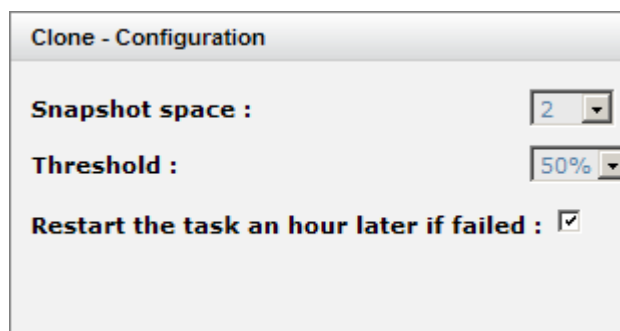 Clone - Configuration
Snapshot space : 2
Threshold : 50%
Restart the task an hour later if failed :